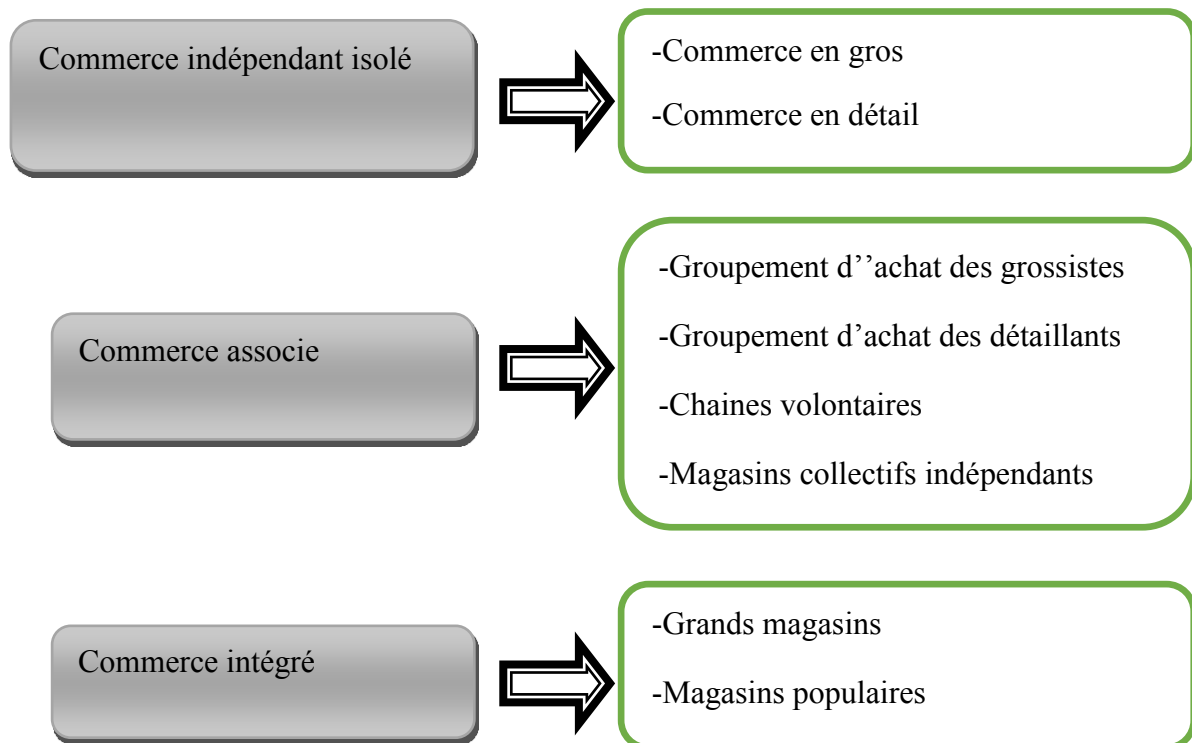 Commerce indépendant isolé
-Commerce en gros
-Commerce en détail
Commerce associe
-Groupement d’’achat des grossistes
-Groupement d’achat des détaillants
-Chaines volontaires
-Magasins collectifs indépendants
Commerce intégré
-Grands magasins
-Magasins populaires